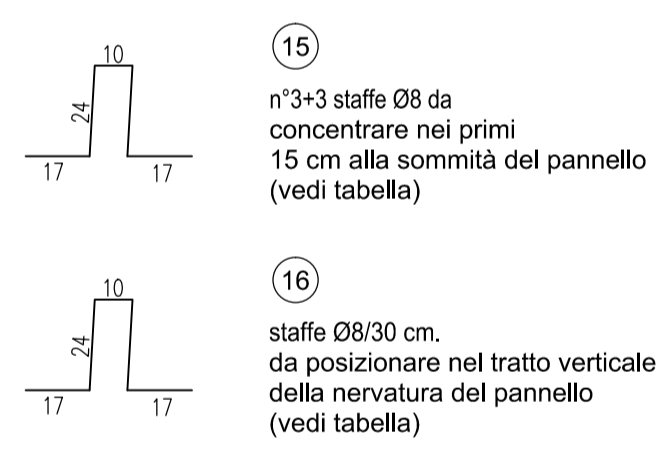 15
10
24
17
17
n°3+3 staffe Ø8 da
concentrare nei primi
15 cm alla sommità del pannello
(vedi tabella)
16
10
24
17
17
staffe Ø8/30 cm.
da posizionare nel tratto verticale
della nervatura del pannello
(vedi tabella)